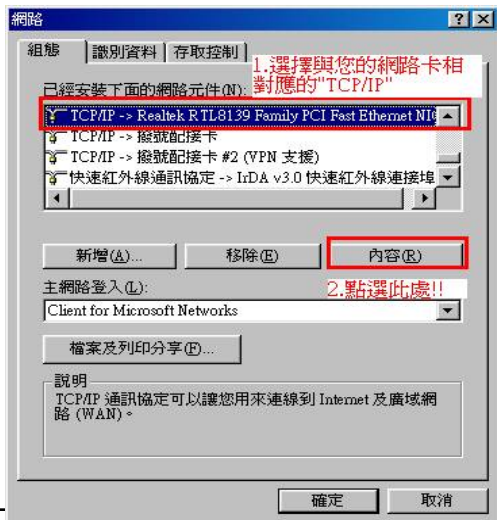 網路
組態 識別資料 存取控制
1.選擇與您的網路卡相
對應的"TCP/IP"
已經安裝下面的網路元件(N):
TCP/IP -> Realtek RTL8139 Family PCI Fast Ethernet NIC
TCP/IP -> 撥號配接卡
TCP/IP -> 撥號配接卡 #2 (VPN 支援)
快速紅外線通訊協定 -> IrDA v3.0 快速紅外線連接埠
新增(A)... 移除(E) 內容(R)
主網路登入(L):
2.點選此處!!
Client for Microsoft Networks
檔案及列印分享(F)...
說明
TCP/IP 通訊協定可以讓您用來連線到 Internet 及廣域網
路 (WAN)。
確定 取消